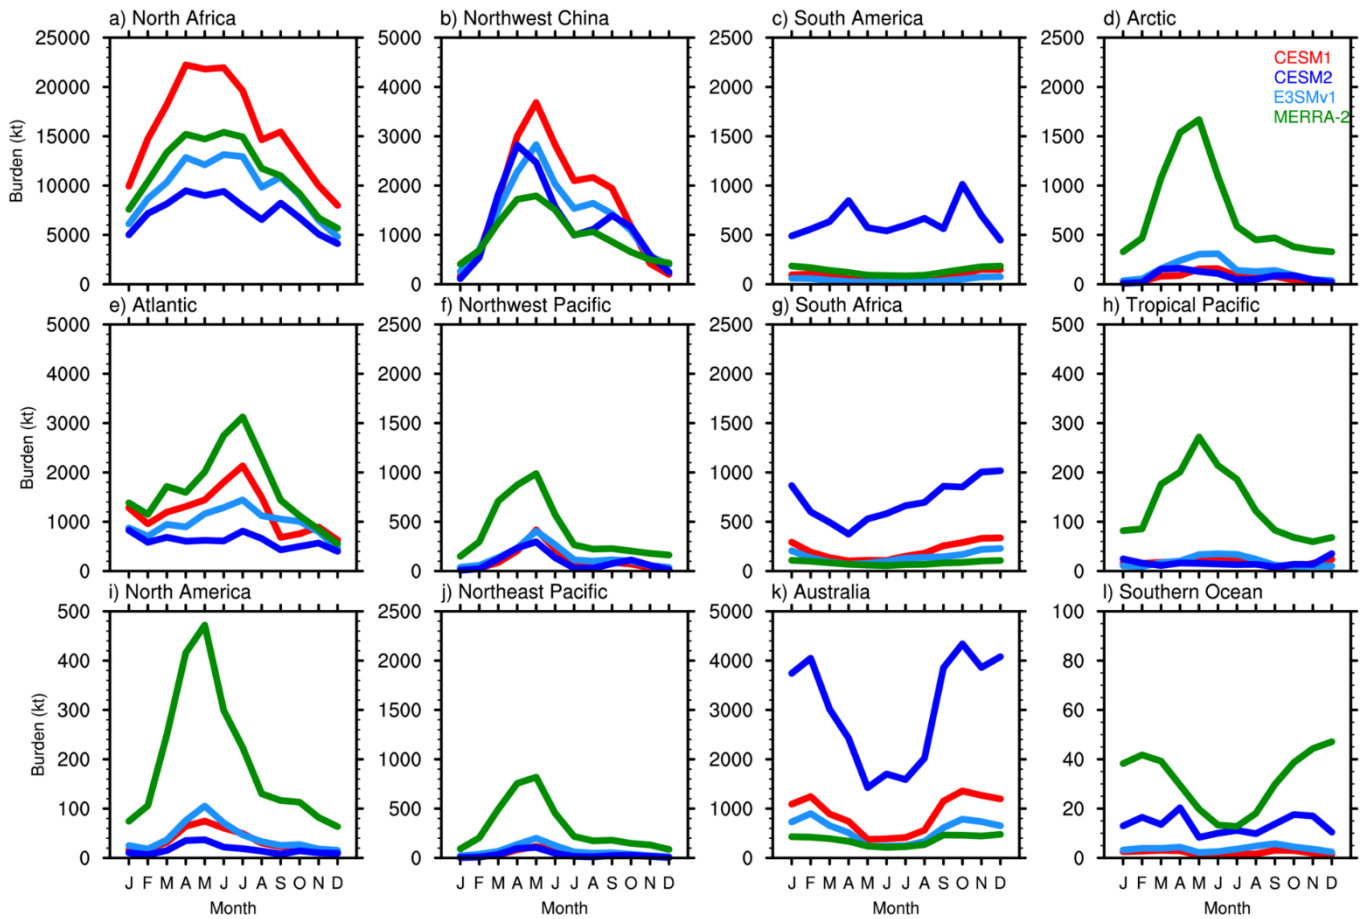 a) North Africa
25000
20000
15000
10000
5000
0
Burden (kt)
b) Northwest China
5000
4000
3000
2000
1000
0
c) South America
2500
2000
1500
1000
500
0
d) Arctic
2500
2000
1500
1000
500
0
CESM1
CESM2
E3SMv1
MERRA-2
e) Atlantic
5000
4000
3000
2000
1000
0
Burden (kt)
f) Northwest Pacific
2500
2000
1500
1000
500
0
g) South Africa
2500
2000
1500
1000
500
0
h) Tropical Pacific
500
400
300
200
100
0
i) North America
500
400
300
200
100
0
Burden (kt)
J F M A M J J A S O N D
Month
j) Northeast Pacific
2500
2000
1500
1000
500
0
J F M A M J J A S O N D
Month
k) Australia
5000
4000
3000
2000
1000
0
J F M A M J J A S O N D
Month
l) Southern Ocean
100
80
60
40
20
0
J F M A M J J A S O N D
Month